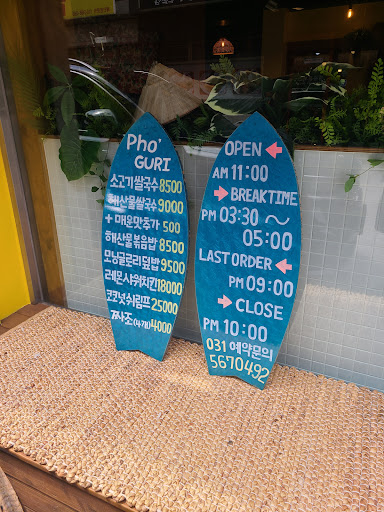 Pho'
GURI
소고기쌀국수 8500
해산물쌀국수 9000
+ 매운맛추가 500
해산물볶음밥 8500
모닝글로리덮밥 9500
레몬사워치킨 18000
코코넛쉬림프 25000
짜조(4개) 4000
OPEN
AM 11:00
BREAKTIME
PM 03:30 ~
05:00
LAST ORDER
PM 09:00
CLOSE
PM 10:00
031 예약문의
5670492